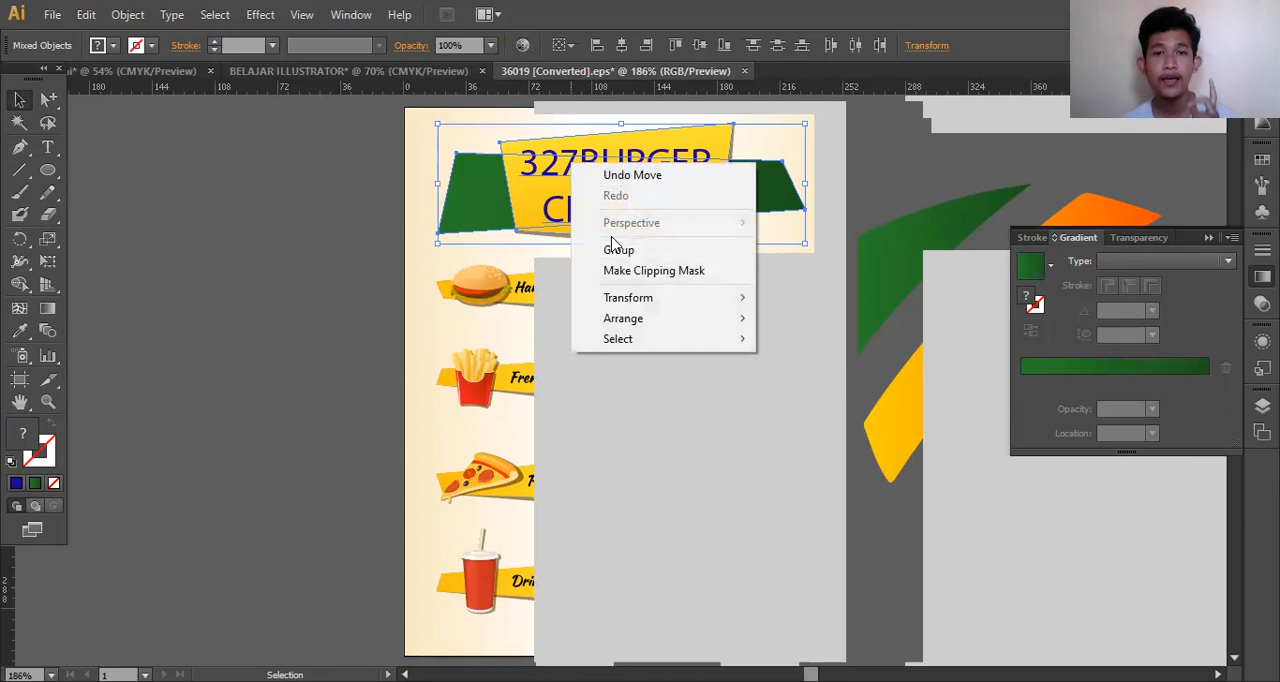 Ai File Edit Object Type Select Effect View Window Help
Mixed Objects ? Stroke: Opacity: 100% Transform
ai* @ 54% (CMYK/Preview) × BELAJAR ILLUSTRATOR* @ 70% (CMYK/Preview) × 36019 [Converted].eps* @ 186% (RGB/Preview) ×
180 144 108 72 36 0 36 72 108 144 180 216 252 288 324 360
327BURGER
Undo Move
Redo
Perspective
Group
Make Clipping Mask
Transform
Arrange
Select
Stroke Gradient Transparency
Type:
Stroke:
Opacity:
Location:
?
186% 1 Selection